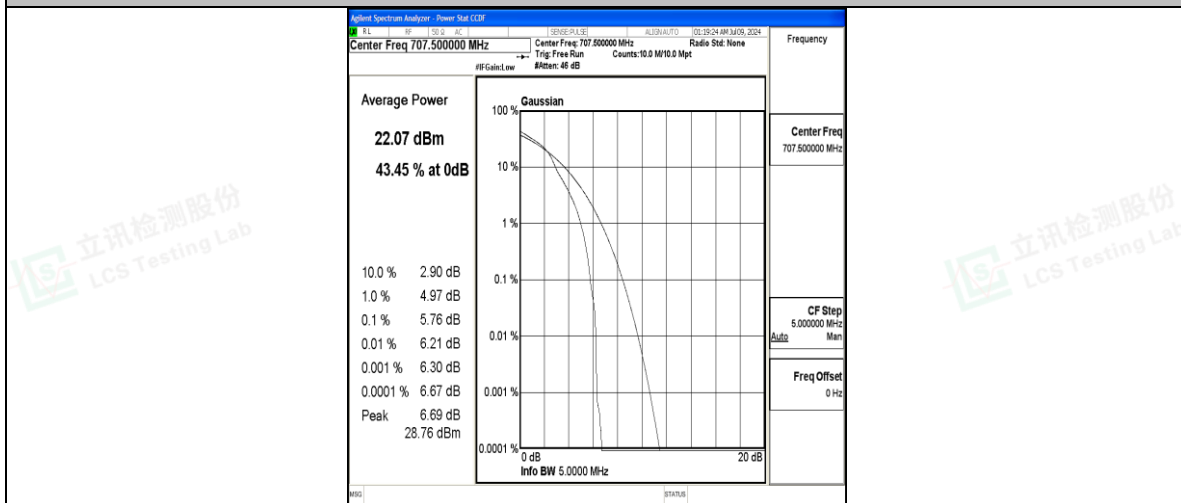 Agilent Spectrum Analyzer - Power Stat CCDF
RL RF 50 Ω AC SENSE:PULSE ALIGN AUTO 01:19:24 AM Jul 09, 2024
Center Freq 707.500000 MHz
Center Freq: 707.500000 MHz Radio Std: None
Trig: Free Run Counts:10.0 M/10.0 Mpt
#IFGain:Low #Atten: 46 dB
Frequency
Average Power
22.07 dBm
43.45 % at 0dB
10.0 % 2.90 dB
1.0 % 4.97 dB
0.1 % 5.76 dB
0.01 % 6.21 dB
0.001 % 6.30 dB
0.0001 % 6.67 dB
Peak 6.69 dB
28.76 dBm
Gaussian
100 %
10 %
1 %
0.1 %
0.01 %
0.001 %
0.0001 %
0 dB 20 dB
Info BW 5.0000 MHz
Center Freq
707.500000 MHz
CF Step
5.000000 MHz
Auto Man
Freq Offset
0 Hz
MSG STATUS
立讯检测股份
LCS Testing Lab
立讯检测股份
LCS Testing Lab